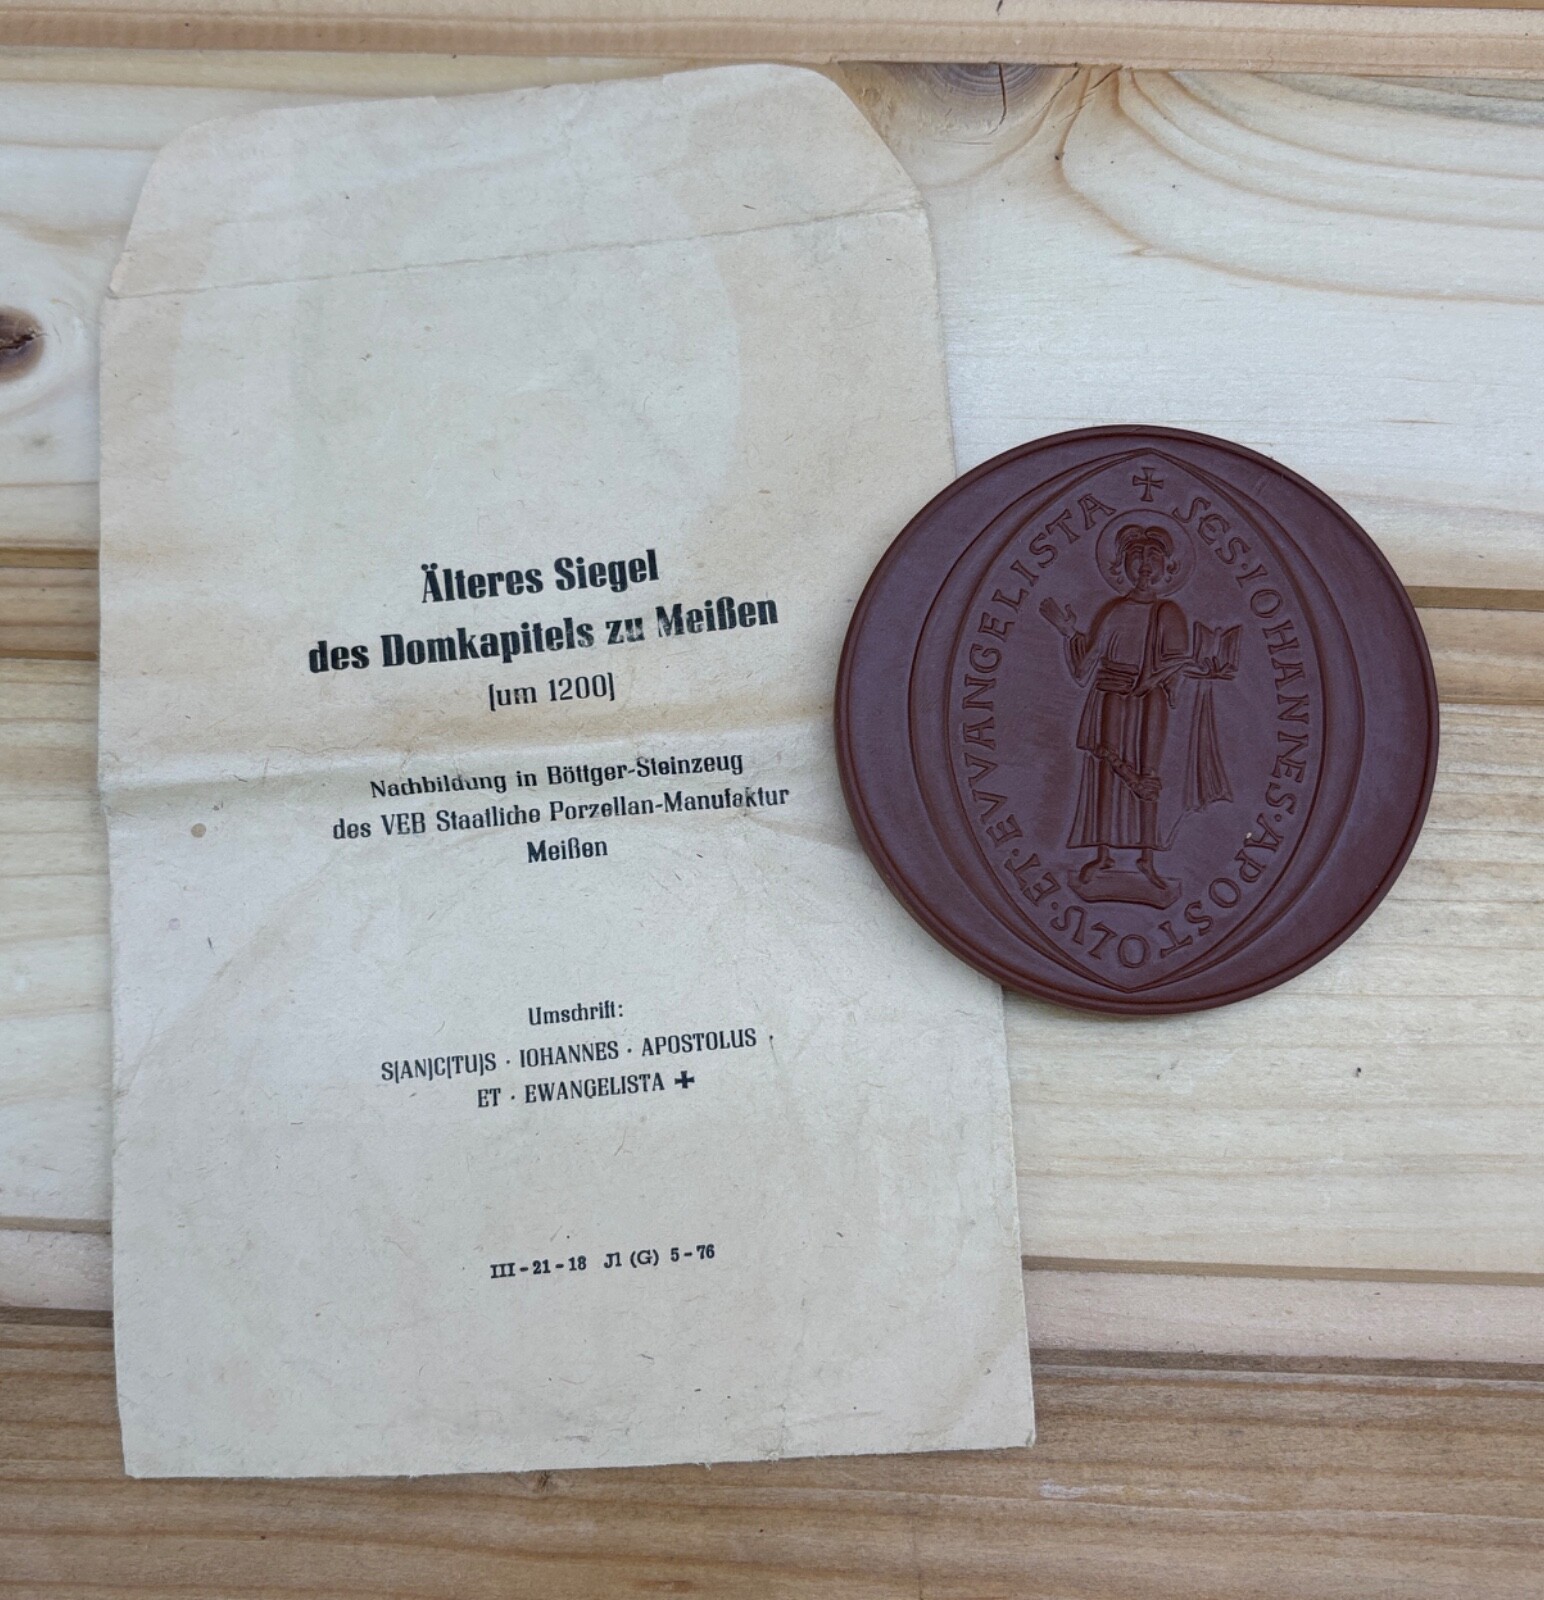 Älteres Siegel
des Domkapitels zu Meißen
[um 1200]
Nachbildung in Böttger-Steinzeug
des VEB Staatliche Porzellan-Manufaktur
Meißen
Umschrift:
S[AN]C[TU]S · IOHANNES · APOSTOLUS ·
ET · EWANGELISTA ✚
III-21-18 J1 (G) 5-76
✚ SCS · IOHANNES · APOSTOLVS · ET · EVVANGELISTA